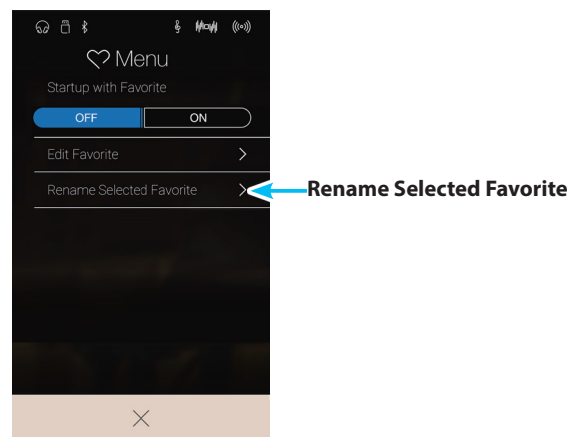 Menu
Startup with Favorite
OFF ON
Edit Favorite
Rename Selected Favorite
Rename Selected Favorite